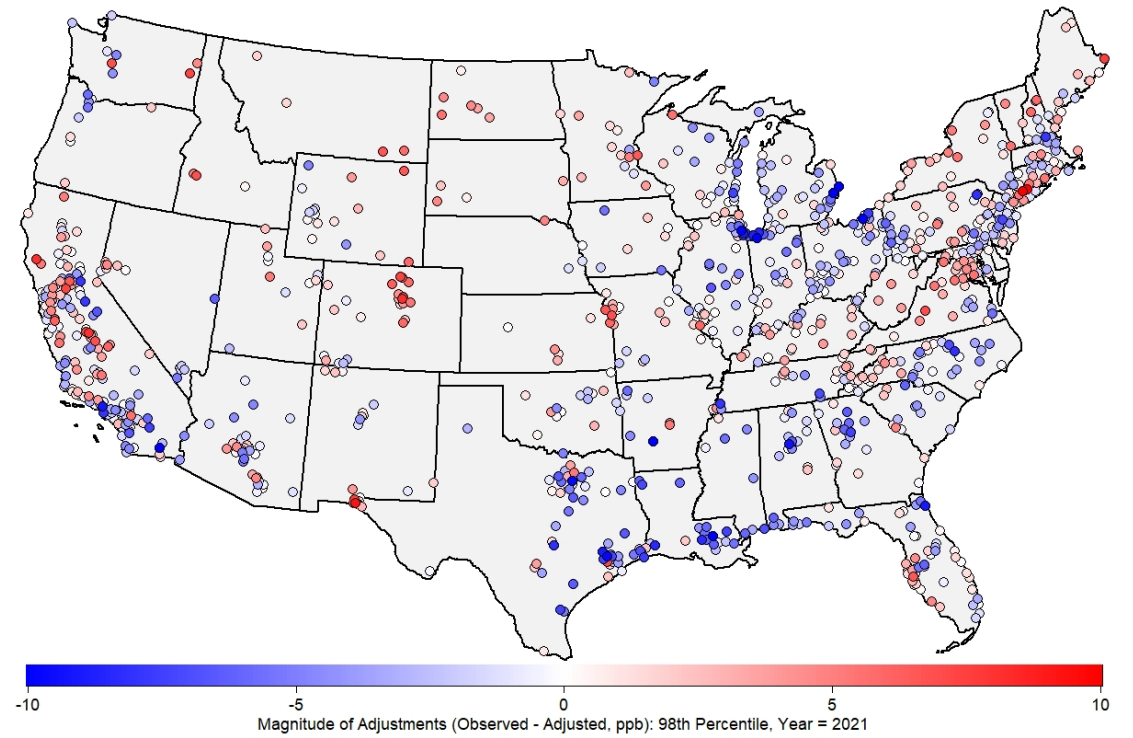 -10 -5 0 5 10
Magnitude of Adjustments (Observed - Adjusted, ppb): 98th Percentile, Year = 2021